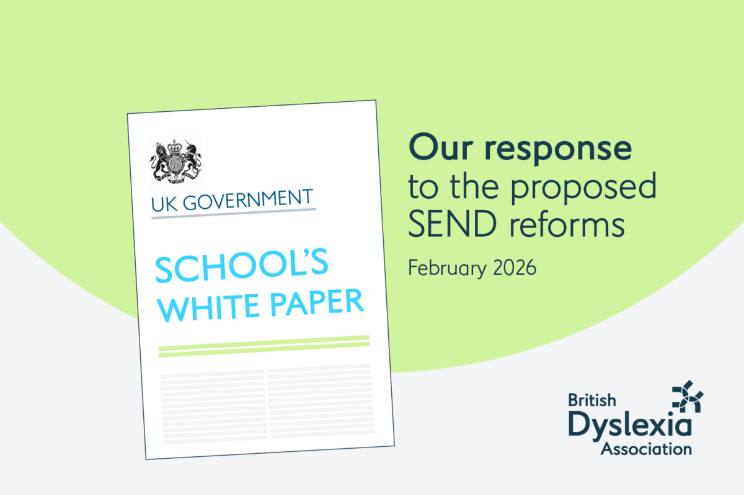 UK GOVERNMENT
SCHOOL'S
WHITE PAPER
Our response
to the proposed
SEND reforms
February 2026
British
Dyslexia
Association